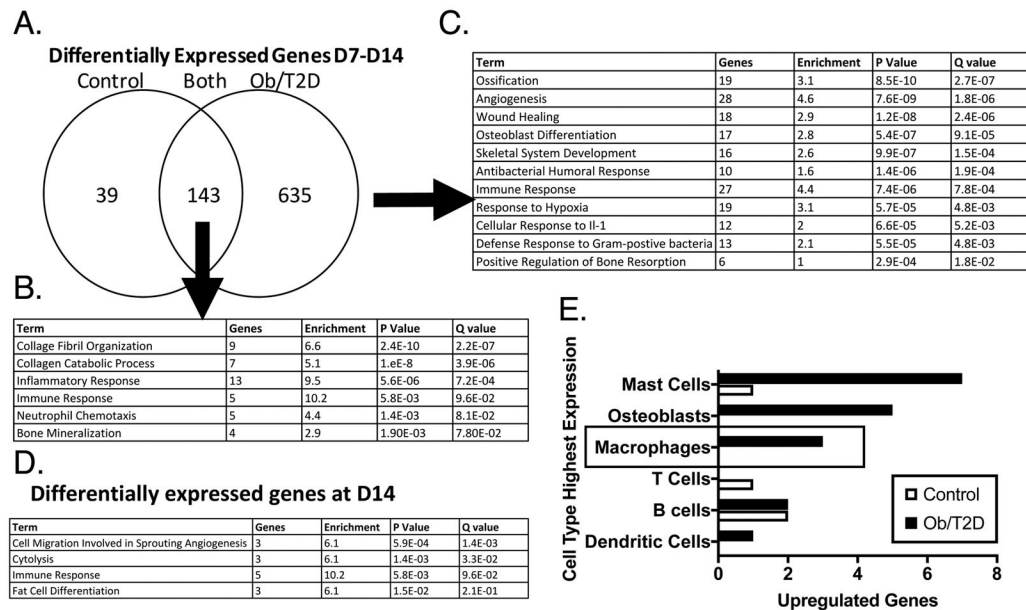 A.
Differentially Expressed Genes D7-D14
Control Both Ob/T2D
39 143 635
C.
Term Genes Enrichment P Value Q value
Ossification 19 3.1 8.5E-10 2.7E-07
Angiogenesis 28 4.6 7.6E-09 1.8E-06
Wound Healing 18 2.9 1.2E-08 2.4E-06
Osteoblast Differentiation 17 2.8 5.4E-07 9.1E-05
Skeletal System Development 16 2.6 9.9E-07 1.5E-04
Antibacterial Humoral Response 10 1.6 1.4E-06 1.9E-04
Immune Response 27 4.4 7.4E-06 7.8E-04
Response to Hypoxia 19 3.1 5.7E-05 4.8E-03
Cellular Response to Il-1 12 2 6.6E-05 5.2E-03
Defense Response to Gram-postive bacteria 13 2.1 5.5E-05 4.8E-03
Positive Regulation of Bone Resorption 6 1 2.9E-04 1.8E-02
B.
Term Genes Enrichment P Value Q value
Collage Fibril Organization 9 6.6 2.4E-10 2.2E-07
Collagen Catabolic Process 7 5.1 1.eE-8 3.9E-06
Inflammatory Response 13 9.5 5.6E-06 7.2E-04
Immune Response 5 10.2 5.8E-03 9.6E-02
Neutrophil Chemotaxis 5 4.4 1.4E-03 8.1E-02
Bone Mineralization 4 2.9 1.90E-03 7.80E-02
D.
Differentially expressed genes at D14
Term Genes Enrichment P Value Q value
Cell Migration Involved in Sprouting Angiogenesis 3 6.1 5.9E-04 1.4E-03
Cytolysis 3 6.1 1.4E-03 3.3E-02
Immune Response 5 10.2 5.8E-03 9.6E-02
Fat Cell Differentiation 3 6.1 1.5E-02 2.1E-01
E.
Cell Type Highest Expression
Mast Cells
Osteoblasts
Macrophages
T Cells
B cells
Dendritic Cells
Control
Ob/T2D
0 2 4 6 8
Upregulated Genes